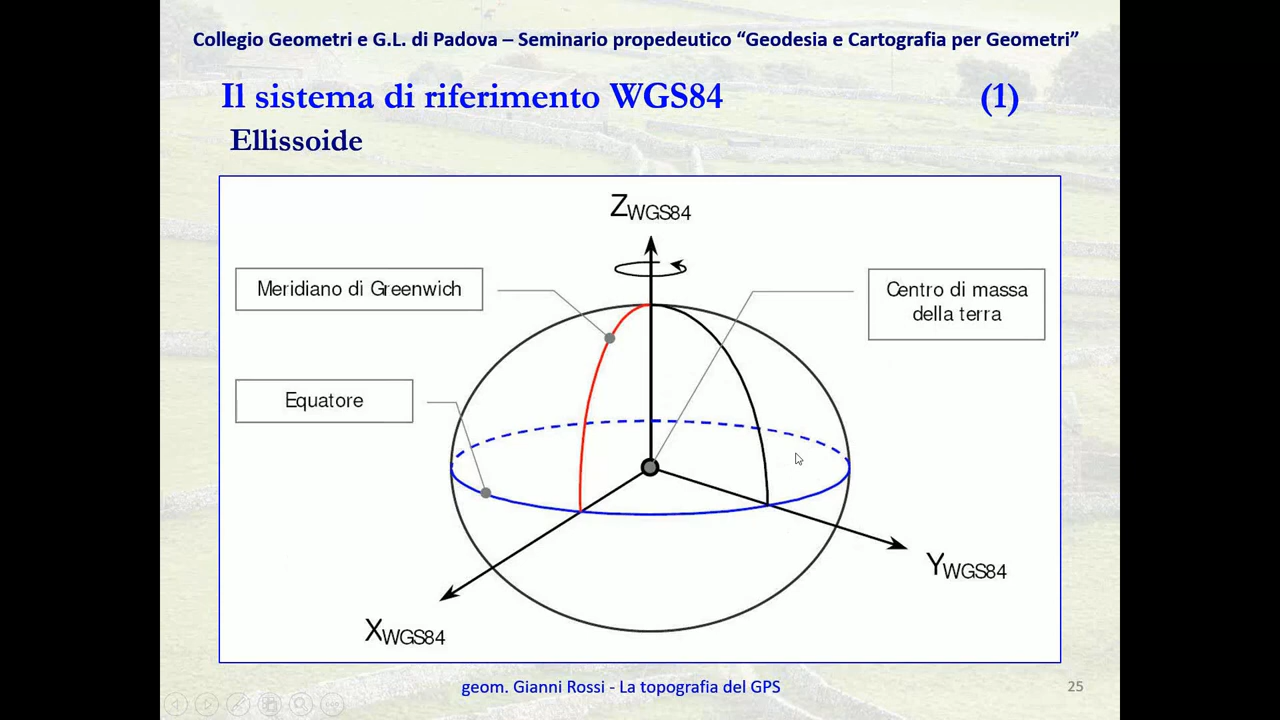 Collegio Geometri e G.L. di Padova – Seminario propedeutico “Geodesia e Cartografia per Geometri”
Il sistema di riferimento WGS84 (1)
Ellissoide
ZWGS84
Meridiano di Greenwich
Centro di massa
della terra
Equatore
YWGS84
XWGS84
geom. Gianni Rossi - La topografia del GPS
25